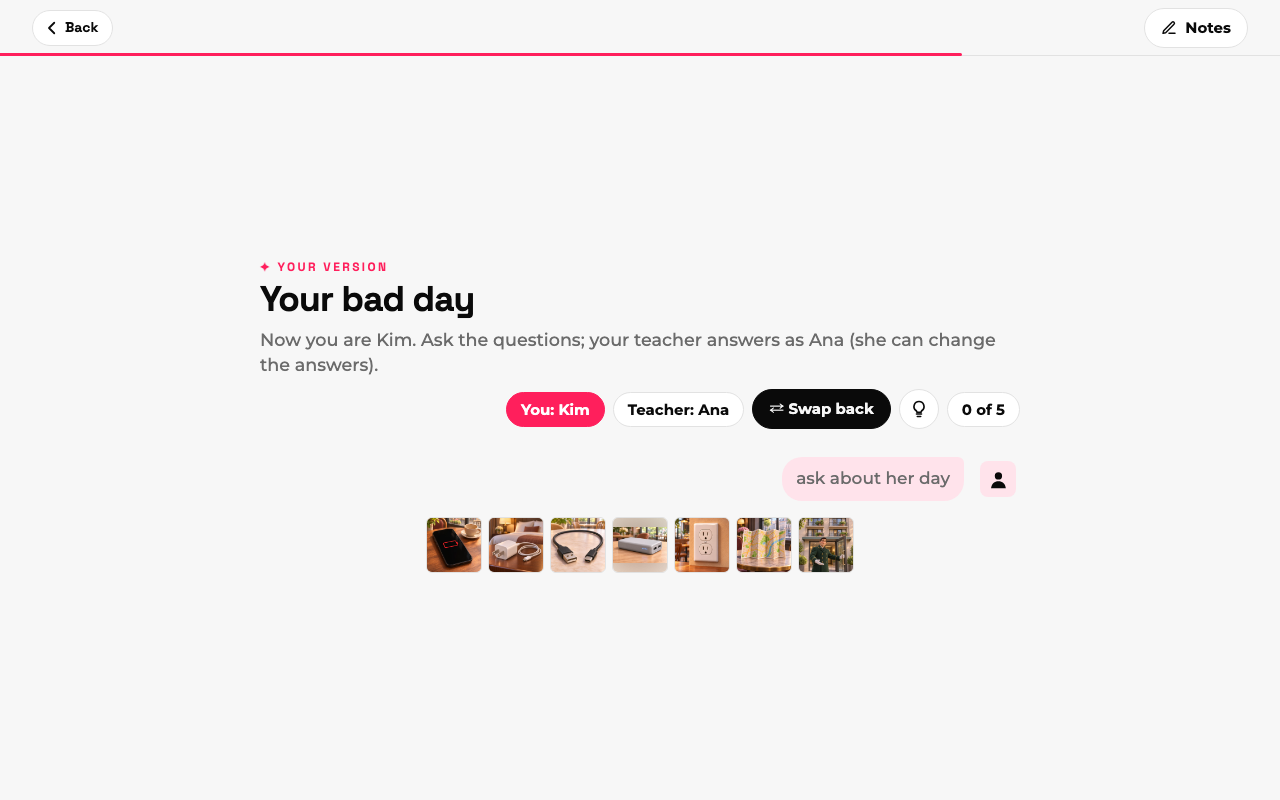 Back
Notes
YOUR VERSION
Your bad day
Now you are Kim. Ask the questions; your teacher answers as Ana (she can change
the answers).
You: Kim
Teacher: Ana
Swap back
0 of 5
ask about her day